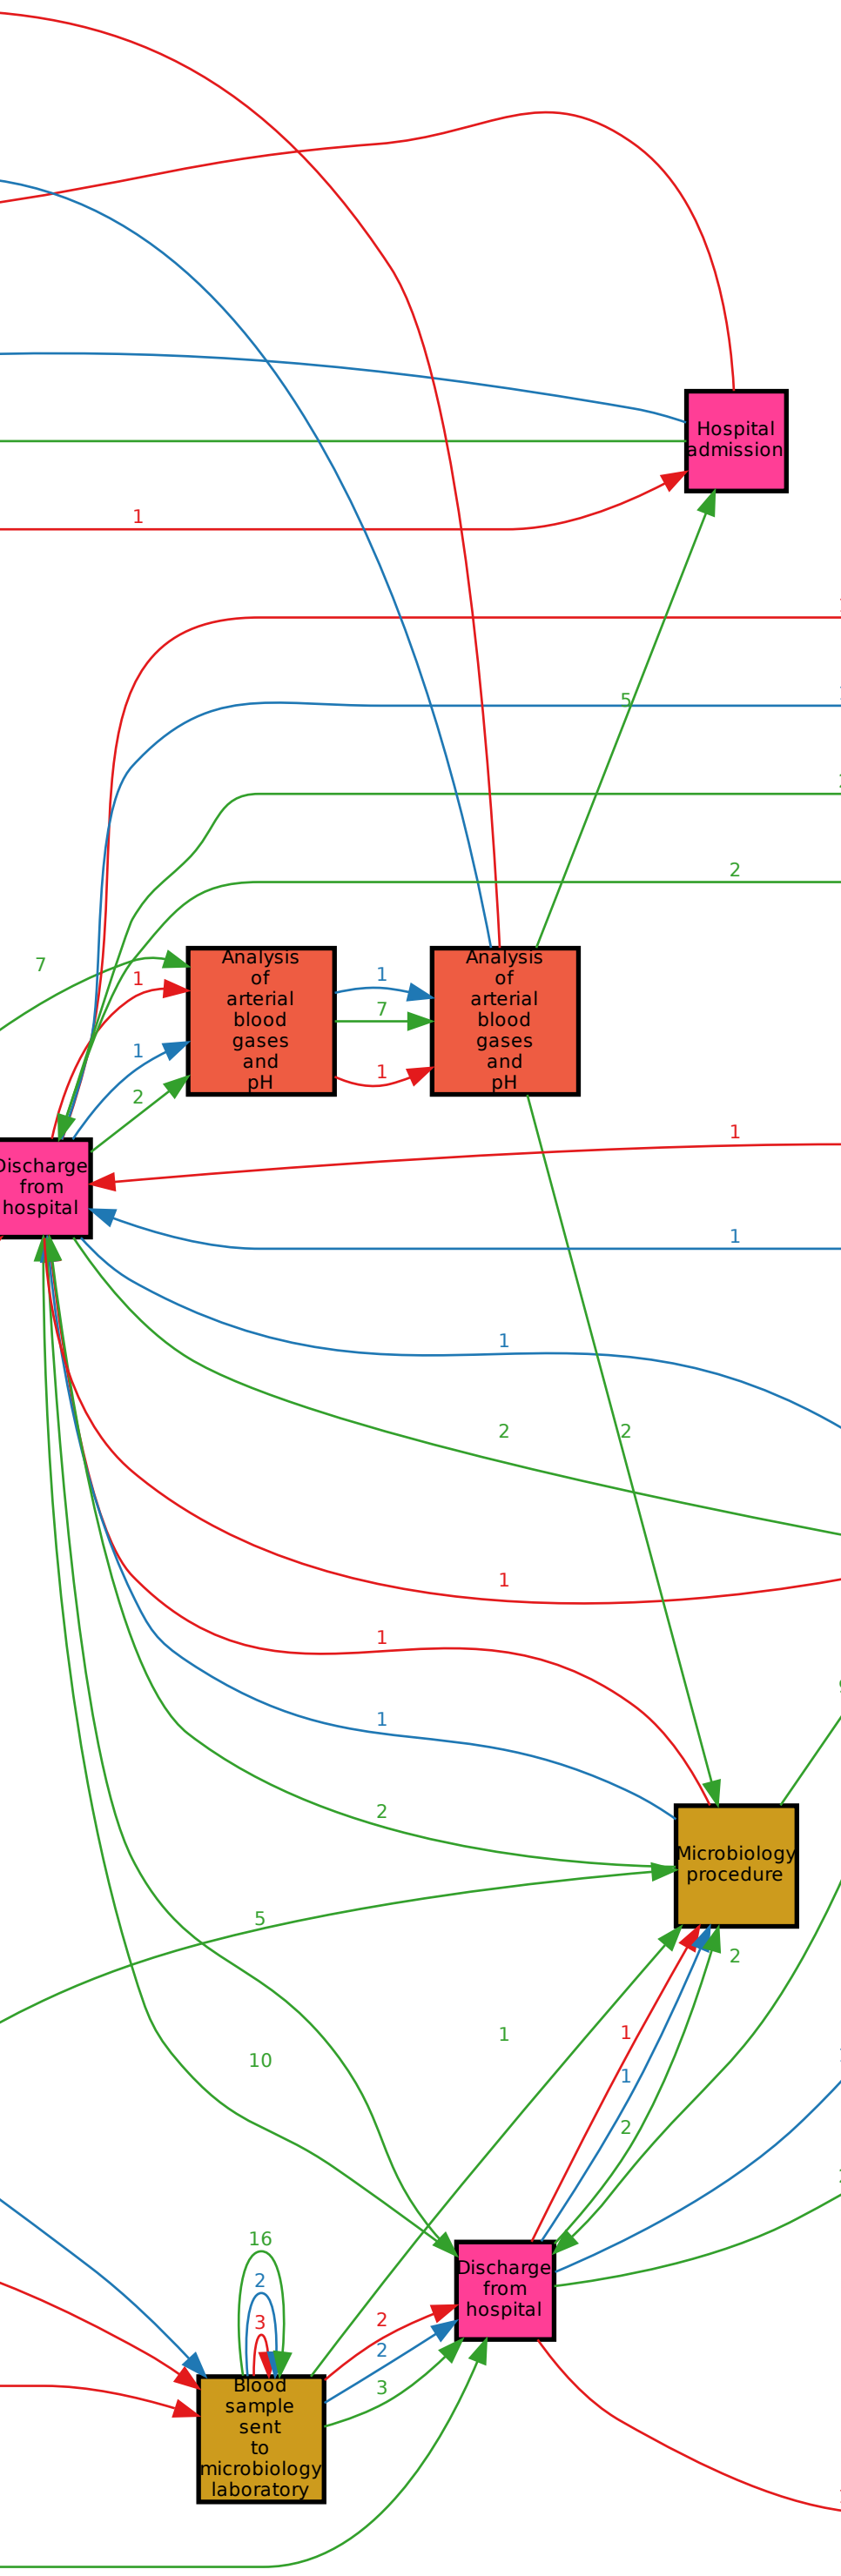 Hospital
admission
1
5
2
7
1
Analysis
of
arterial
blood
gases
and
pH
1
7
1
Analysis
of
arterial
blood
gases
and
pH
1
2
1
Discharge
from
hospital
1
1
2
2
1
1
1
2
Microbiology
procedure
5
2
1
1
10
1
2
16
2
3
Discharge
from
hospital
2
2
3
Blood
sample
sent
to
microbiology
laboratory